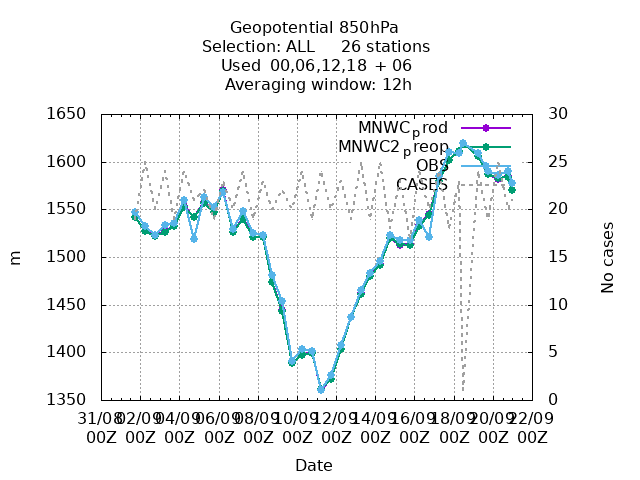 Geopotential 850hPa
Selection: ALL 26 stations
Used 00,06,12,18 + 06
Averaging window: 12h
1650
1600
1550
1500
1450
1400
1350
m
30
25
20
15
10
5
0
No cases
MNWC_prod
MNWC2_preop
OBS
CASES
31/08 02/09 04/09 06/09 08/09 10/09 12/09 14/09 16/09 18/09 20/09 22/09
00Z 00Z 00Z 00Z 00Z 00Z 00Z 00Z 00Z 00Z 00Z 00Z
Date